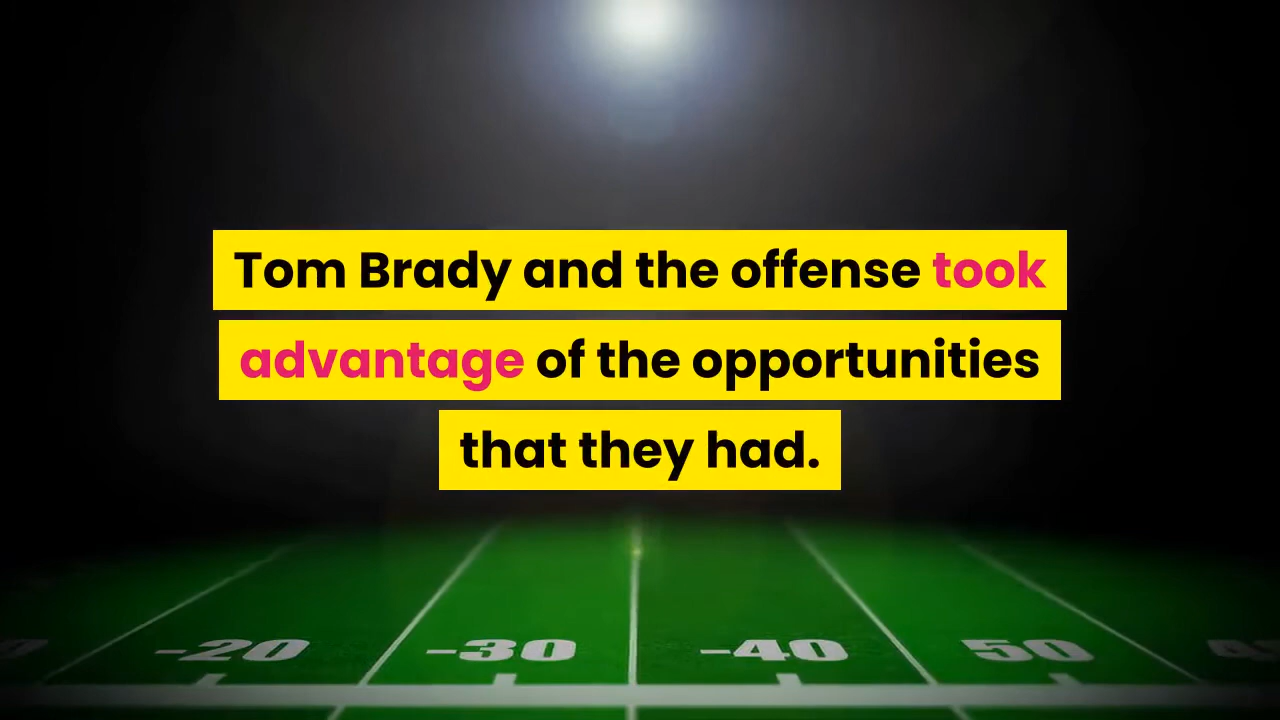 Tom Brady and the offense took
advantage of the opportunities
that they had.
-20 -30 -40 50